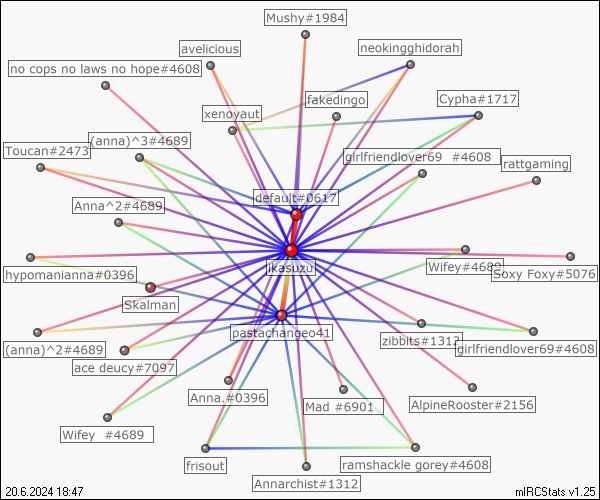 Mushy#1984
avelicious
neokingghidorah
no cops no laws no hope#4608
fakedingo
Cypha#1717
xenoyaut
(anna)^3#4689
Toucan#2473
girlfriendlover69 #4608
rattgaming
default#0617
Anna^2#4689
ikasuzu
hypomanianna#0396
Wifey#4689
Soxy Foxy#5076
Skalman
pastachangeo41
zibbits#1312
(anna)^2#4689
girlfriendlover69#4608
ace deucy#7097
Anna.#0396
Mad #6901
AlpineRooster#2156
Wifey #4689
frisout
ramshackle gorey#4608
Annarchist#1312
20.6.2024 18:47
mIRCStats v1.25